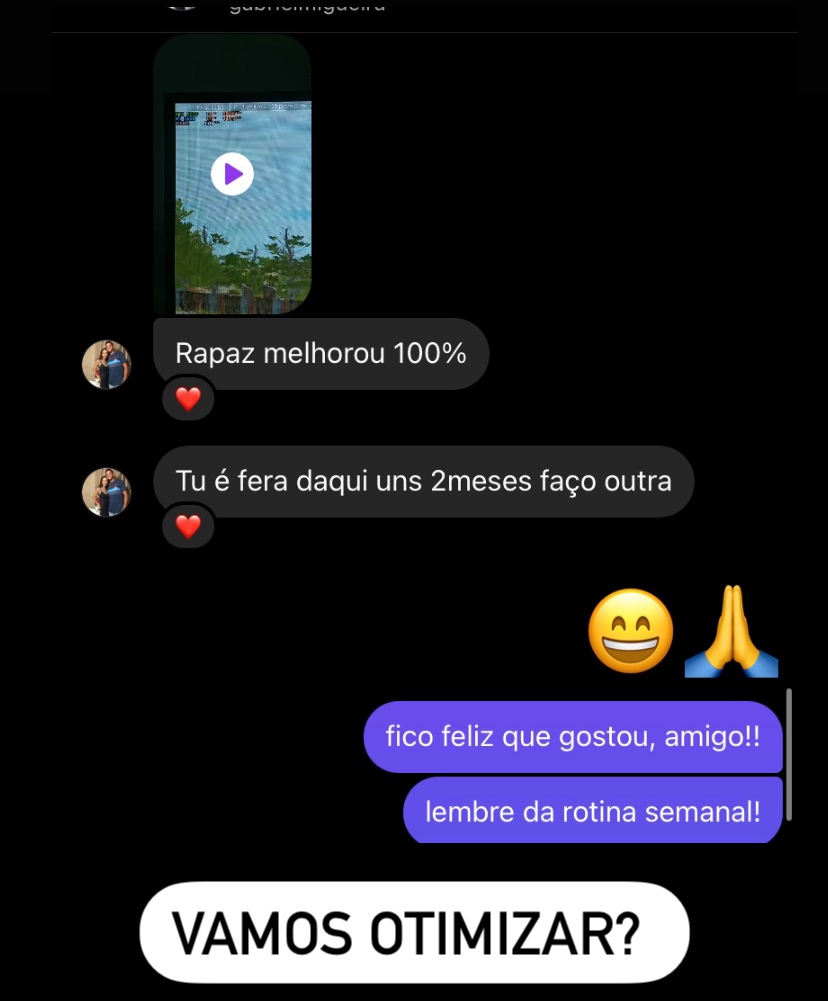 Rapaz melhorou 100%
Tu é fera daqui uns 2meses faço outra
fico feliz que gostou, amigo!!
lembre da rotina semanal!
VAMOS OTIMIZAR?